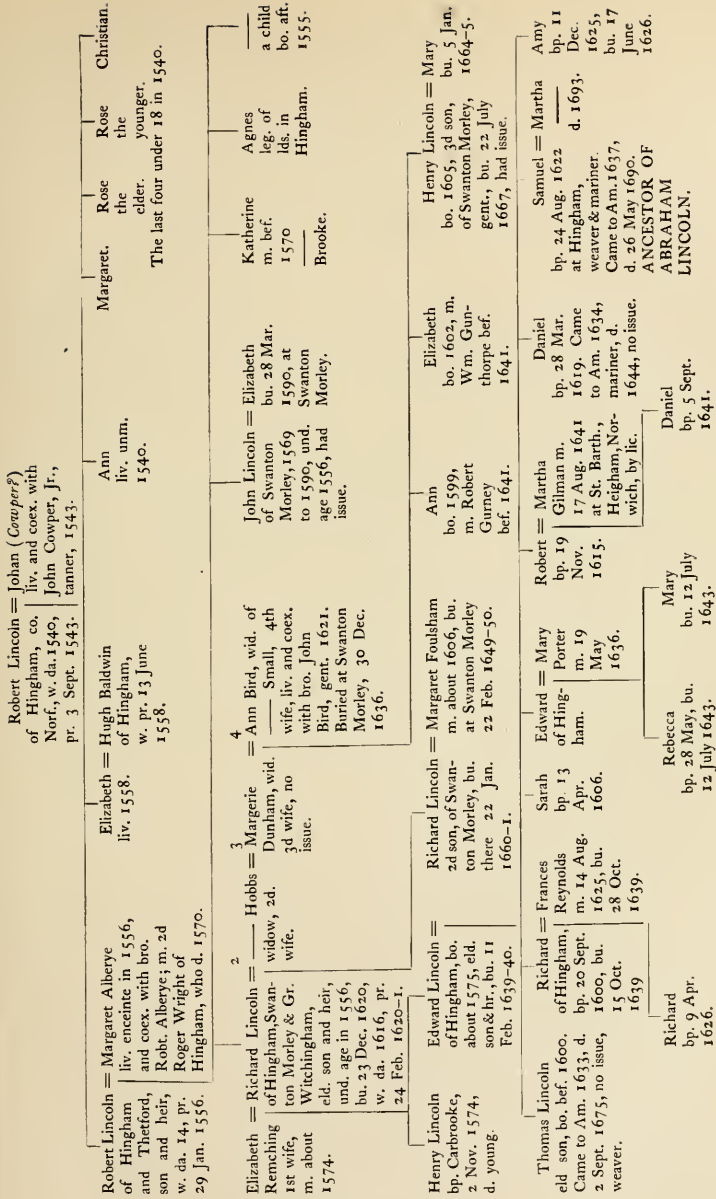 Robert Lincoln = Johan (Cowper?)
of Hingham, co. liv. and coex. with
Norf., w. da. 1540, John Cowper, Jr.,
pr. 3 Sept. 1543. tanner, 1543.
Robert Lincoln = Margaret Alberye
of Hingham liv. enceinte in 1556,
and Thetford, and coex. with bro.
son and heir, Robt. Alberye; m. 2d
w. da. 14, pr. Roger Wright of
29 Jan. 1556. Hingham, who d. 1570.
Elizabeth = Hugh Baldwin
liv. 1558. of Hingham,
w. pr. 13 June
1558.
Ann
liv. unm.
1540.
Margaret.
Rose
the
elder.
Rose
the
younger.
Christian.
The last four under 18 in 1540.
Elizabeth = Richard Lincoln =
Remching of Hingham, Swan-
1st wife, ton Morley & Gr.
m. about Witchingham,
1574. eld. son and heir,
und. age in 1556,
bu. 23 Dec. 1620,
w. da. 1616, pr.
24 Feb. 1620-1.
2
—— Hobbs
widow, 2d.
wife.
3
= Margerie
Dunham, wid.
3d wife, no
issue.
4
= Ann Bird, wid. of
—— Small, 4th
wife, liv. and coex.
with bro. John
Bird, gent. 1621.
Buried at Swanton
Morley, 30 Dec.
1636.
John Lincoln = Elizabeth
of Swanton bu. 28 Mar.
Morley, 1569 1590, at
to 1590, und. Swanton
age 1556, had Morley.
issue.
Katherine
m. bef.
1570
——
Brooke.
Agnes
leg. of
lds. in
Hingham.
——
a child
bo. aft.
1555.
Henry Lincoln
bp. Carbrooke,
2 Nov. 1574,
d. young.
Edward Lincoln
of Hingham, bo.
about 1575, eld.
son & hr., bu. 11
Feb. 1639-40.
Richard Lincoln = Margaret Foulsham
2d son, of Swan- m. about 1606, bu.
ton Morley, bu. at Swanton Morley
there 22 Jan. 22 Feb. 1649-50.
1660-1.
Ann
bo. 1599,
m. Robert
Gurney
bef. 1641.
Elizabeth
bo. 1602, m.
Wm. Gun-
thorpe bef.
1641.
Henry Lincoln = Mary
bo. 1605, 3d son, bu. 5 Jan.
of Swanton Morley, 1664-5.
gent., bu. 22 July
1667, had issue.
Thomas Lincoln
eld son, bo. bef. 1600.
Came to Am. 1633, d.
2 Sept. 1675, no issue,
weaver.
Richard = Frances
of Hingham, Reynolds
bp. 20 Sept. m. 14 Aug.
1600, bu. 1625, bu.
15 Oct. 28 Oct.
1639 1639.
Sarah
bp. 13
Apr.
1606.
Edward = Mary
of Hing- Porter
ham. m. 19
May
1636.
Robert = Martha
bp. 19 Gilman m.
Nov. 17 Aug. 1641
1615. at St. Barth.,
Heigham, Nor-
wich, by lic.
Daniel
bp. 28 Mar.
1619. Came
to Am. 1634,
mariner, d.
1644, no issue.
Samuel = Martha
bp. 24 Aug. 1622 ——
at Hingham, d. 1693.
weaver & mariner.
Came to Am. 1637,
d. 26 May 1690.
ANCESTOR OF
ABRAHAM
LINCOLN.
Amy
bp. 11
Dec.
1625,
bu. 17
June
1626.
Richard
bp. 9 Apr.
1626.
Rebecca
bp. 28 May, bu.
12 July 1643.
Mary
bu. 12 July
1643.
Daniel
bp. 5 Sept.
1641.